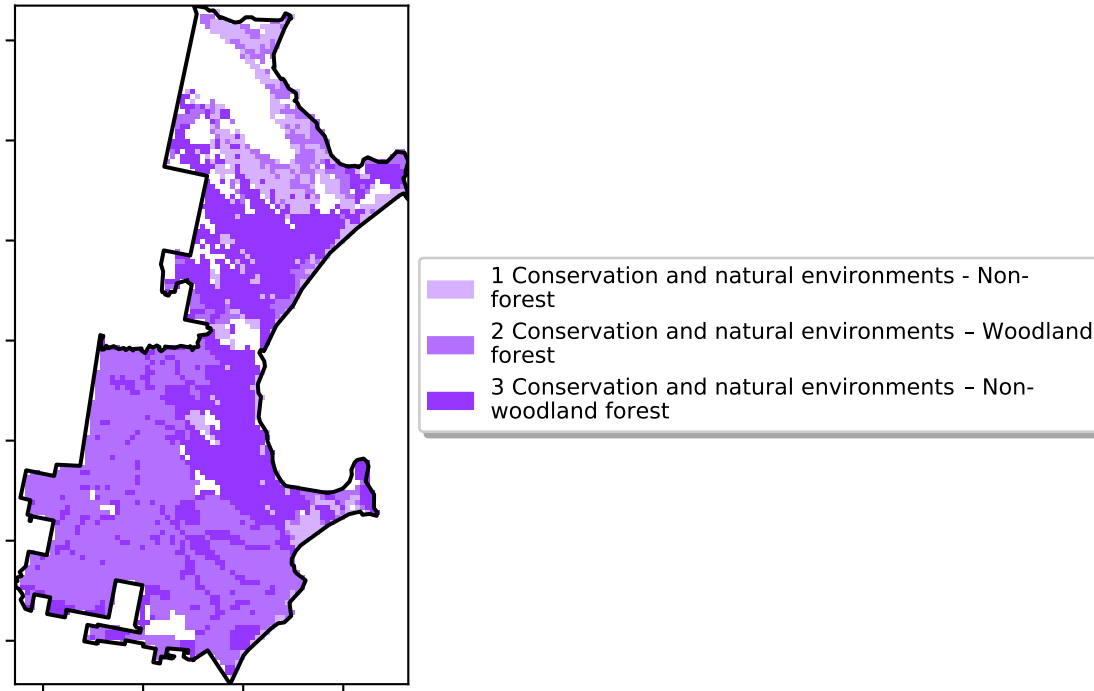 1 Conservation and natural environments - Non-
forest
2 Conservation and natural environments – Woodland
forest
3 Conservation and natural environments – Non-
woodland forest